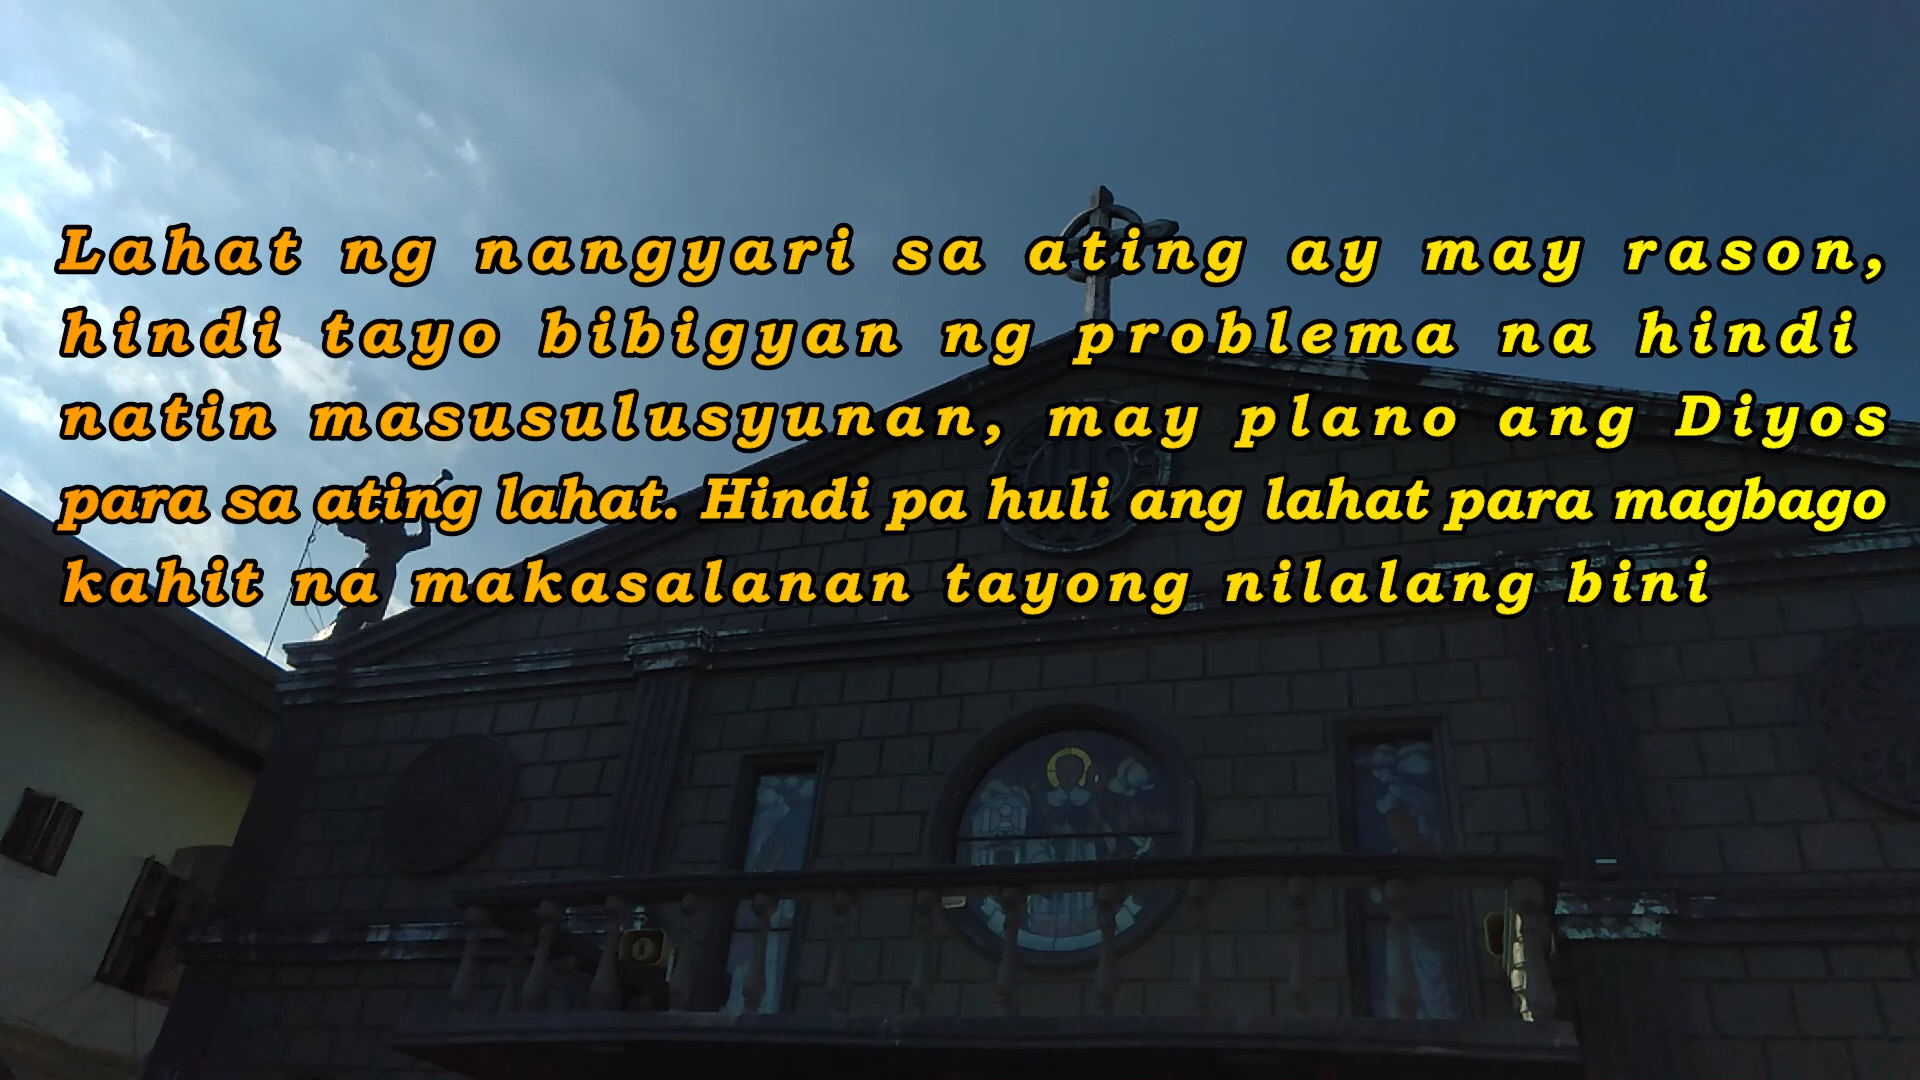 Lahat ng nangyari sa ating ay may rason,
hindi tayo bibigyan ng problema na hindi
natin masusulusyunan, may plano ang Diyos
para sa ating lahat. Hindi pa huli ang lahat para magbago
kahit na makasalanan tayong nilalang bini